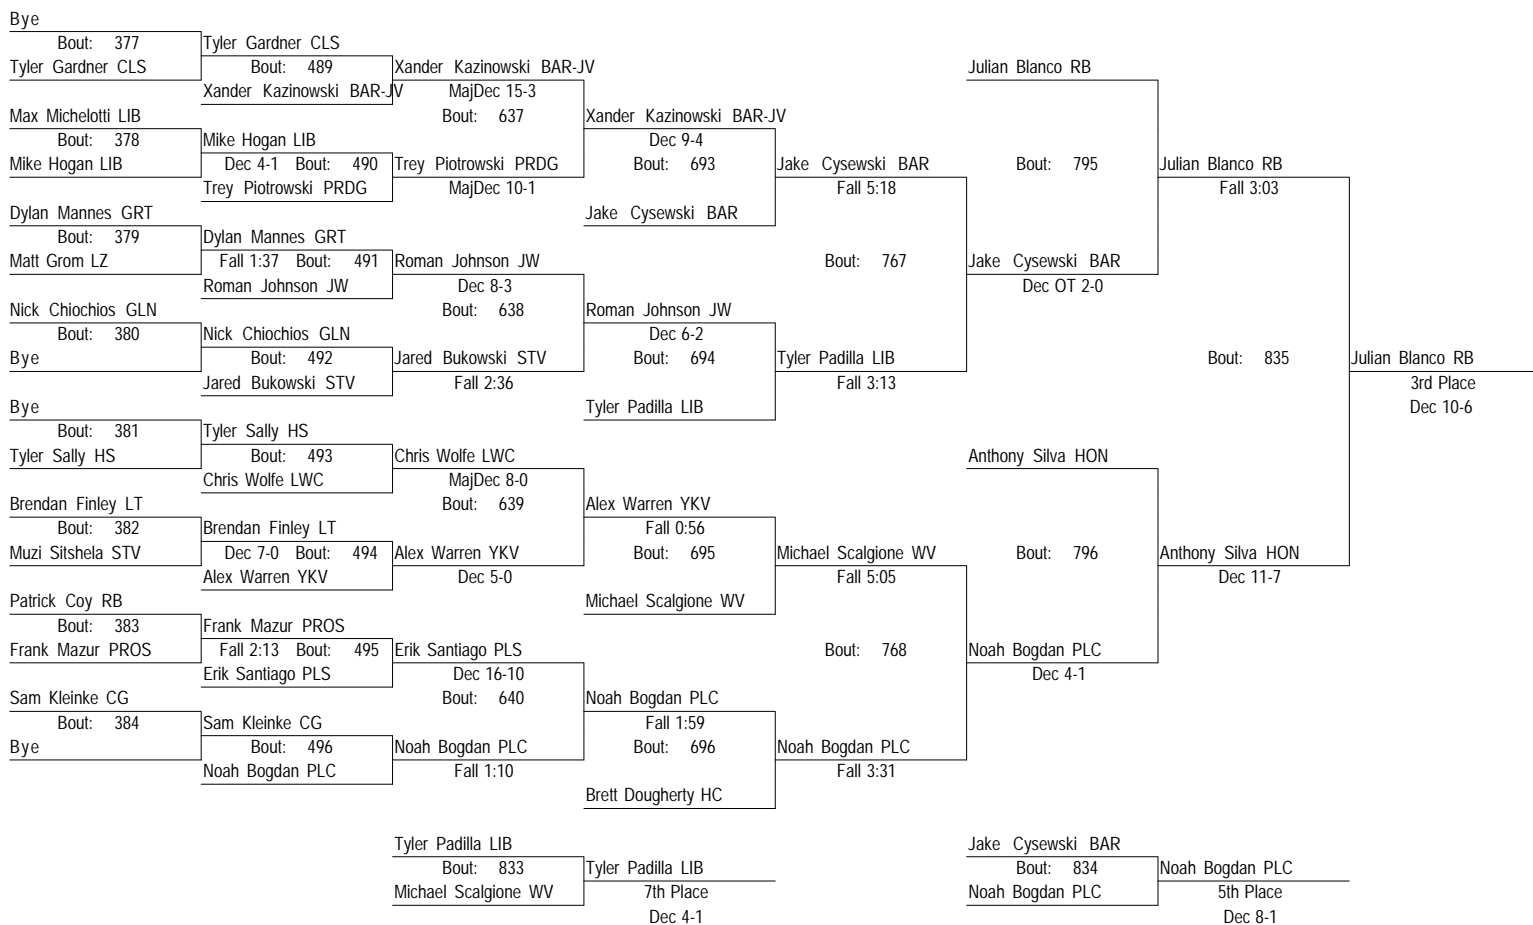 Bye
Bout: 377
Tyler Gardner CLS
Max Michelotti LIB
Bout: 378
Mike Hogan LIB
Dylan Mannes GRT
Bout: 379
Matt Grom LZ
Nick Chiochios GLN
Bout: 380
Bye
Bye
Bout: 381
Tyler Sally HS
Brendan Finley LT
Bout: 382
Muzi Sitshela STV
Patrick Coy RB
Bout: 383
Frank Mazur PROS
Sam Kleinke CG
Bout: 384
Bye
Tyler Gardner CLS
Bout: 489
Xander Kazinowski BAR-JV
Mike Hogan LIB
Dec 4-1 Bout: 490
Trey Piotrowski PRDG
Dylan Mannes GRT
Fall 1:37 Bout: 491
Roman Johnson JW
Nick Chiochios GLN
Bout: 492
Jared Bukowski STV
Tyler Sally HS
Bout: 493
Chris Wolfe LWC
Brendan Finley LT
Dec 7-0 Bout: 494
Alex Warren YKV
Frank Mazur PROS
Fall 2:13 Bout: 495
Erik Santiago PLS
Sam Kleinke CG
Bout: 496
Noah Bogdan PLC
Xander Kazinowski BAR-JV
MajDec 15-3
Bout: 637
Trey Piotrowski PRDG
MajDec 10-1
Roman Johnson JW
Dec 8-3
Bout: 638
Jared Bukowski STV
Fall 2:36
Chris Wolfe LWC
MajDec 8-0
Bout: 639
Alex Warren YKV
Dec 5-0
Erik Santiago PLS
Dec 16-10
Bout: 640
Noah Bogdan PLC
Fall 1:10
Xander Kazinowski BAR-JV
Dec 9-4
Bout: 693
Jake Cysewski BAR
Roman Johnson JW
Dec 6-2
Bout: 694
Tyler Padilla LIB
Alex Warren YKV
Fall 0:56
Bout: 695
Michael Scalgione WV
Noah Bogdan PLC
Fall 1:59
Bout: 696
Brett Dougherty HC
Jake Cysewski BAR
Fall 5:18
Bout: 767
Tyler Padilla LIB
Fall 3:13
Michael Scalgione WV
Fall 5:05
Bout: 768
Noah Bogdan PLC
Fall 3:31
Julian Blanco RB
Bout: 795
Jake Cysewski BAR
Dec OT 2-0
Anthony Silva HON
Bout: 796
Noah Bogdan PLC
Dec 4-1
Julian Blanco RB
Fall 3:03
Bout: 835
Anthony Silva HON
Dec 11-7
Julian Blanco RB
3rd Place
Dec 10-6
Tyler Padilla LIB
Bout: 833
Michael Scalgione WV
Tyler Padilla LIB
7th Place
Dec 4-1
Jake Cysewski BAR
Bout: 834
Noah Bogdan PLC
Noah Bogdan PLC
5th Place
Dec 8-1